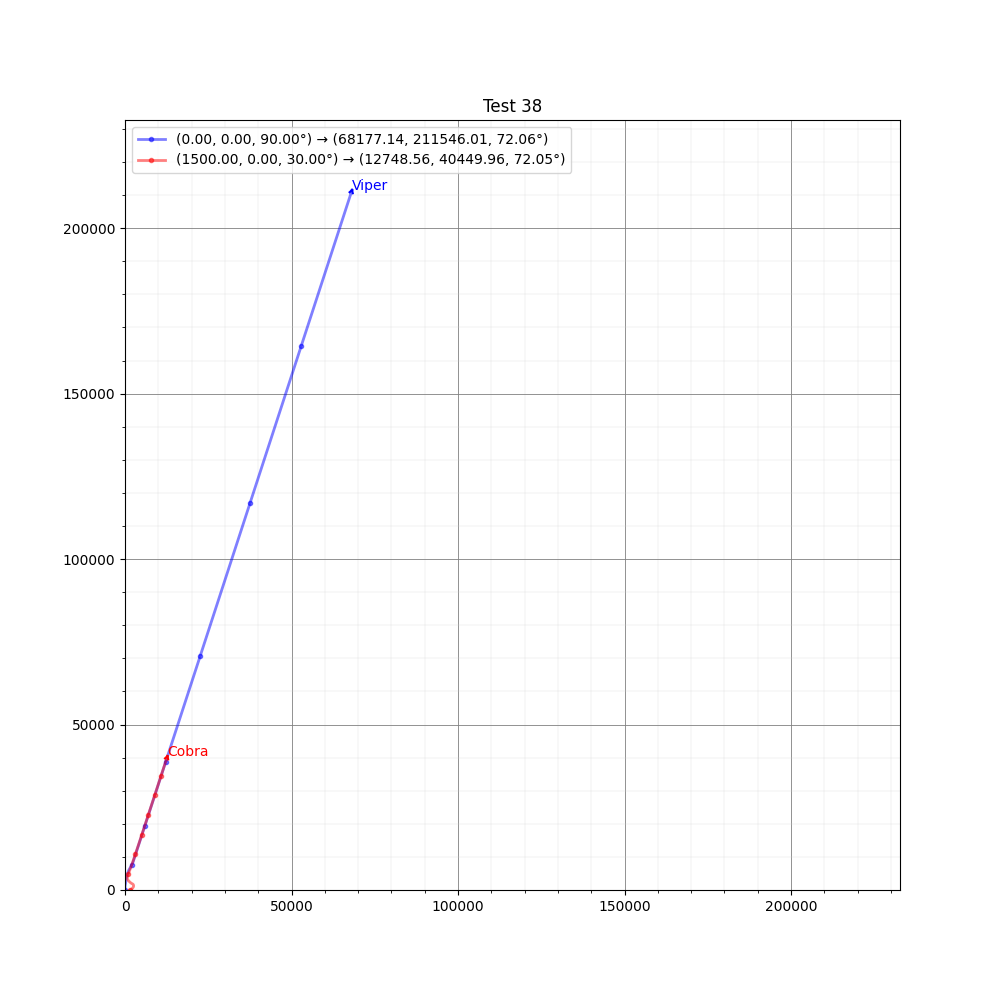 Test 38
(0.00, 0.00, 90.00°) → (68177.14, 211546.01, 72.06°)
(1500.00, 0.00, 30.00°) → (12748.56, 40449.96, 72.05°)
Viper
200000
150000
100000
50000
Cobra
0
0 50000 100000 150000 200000